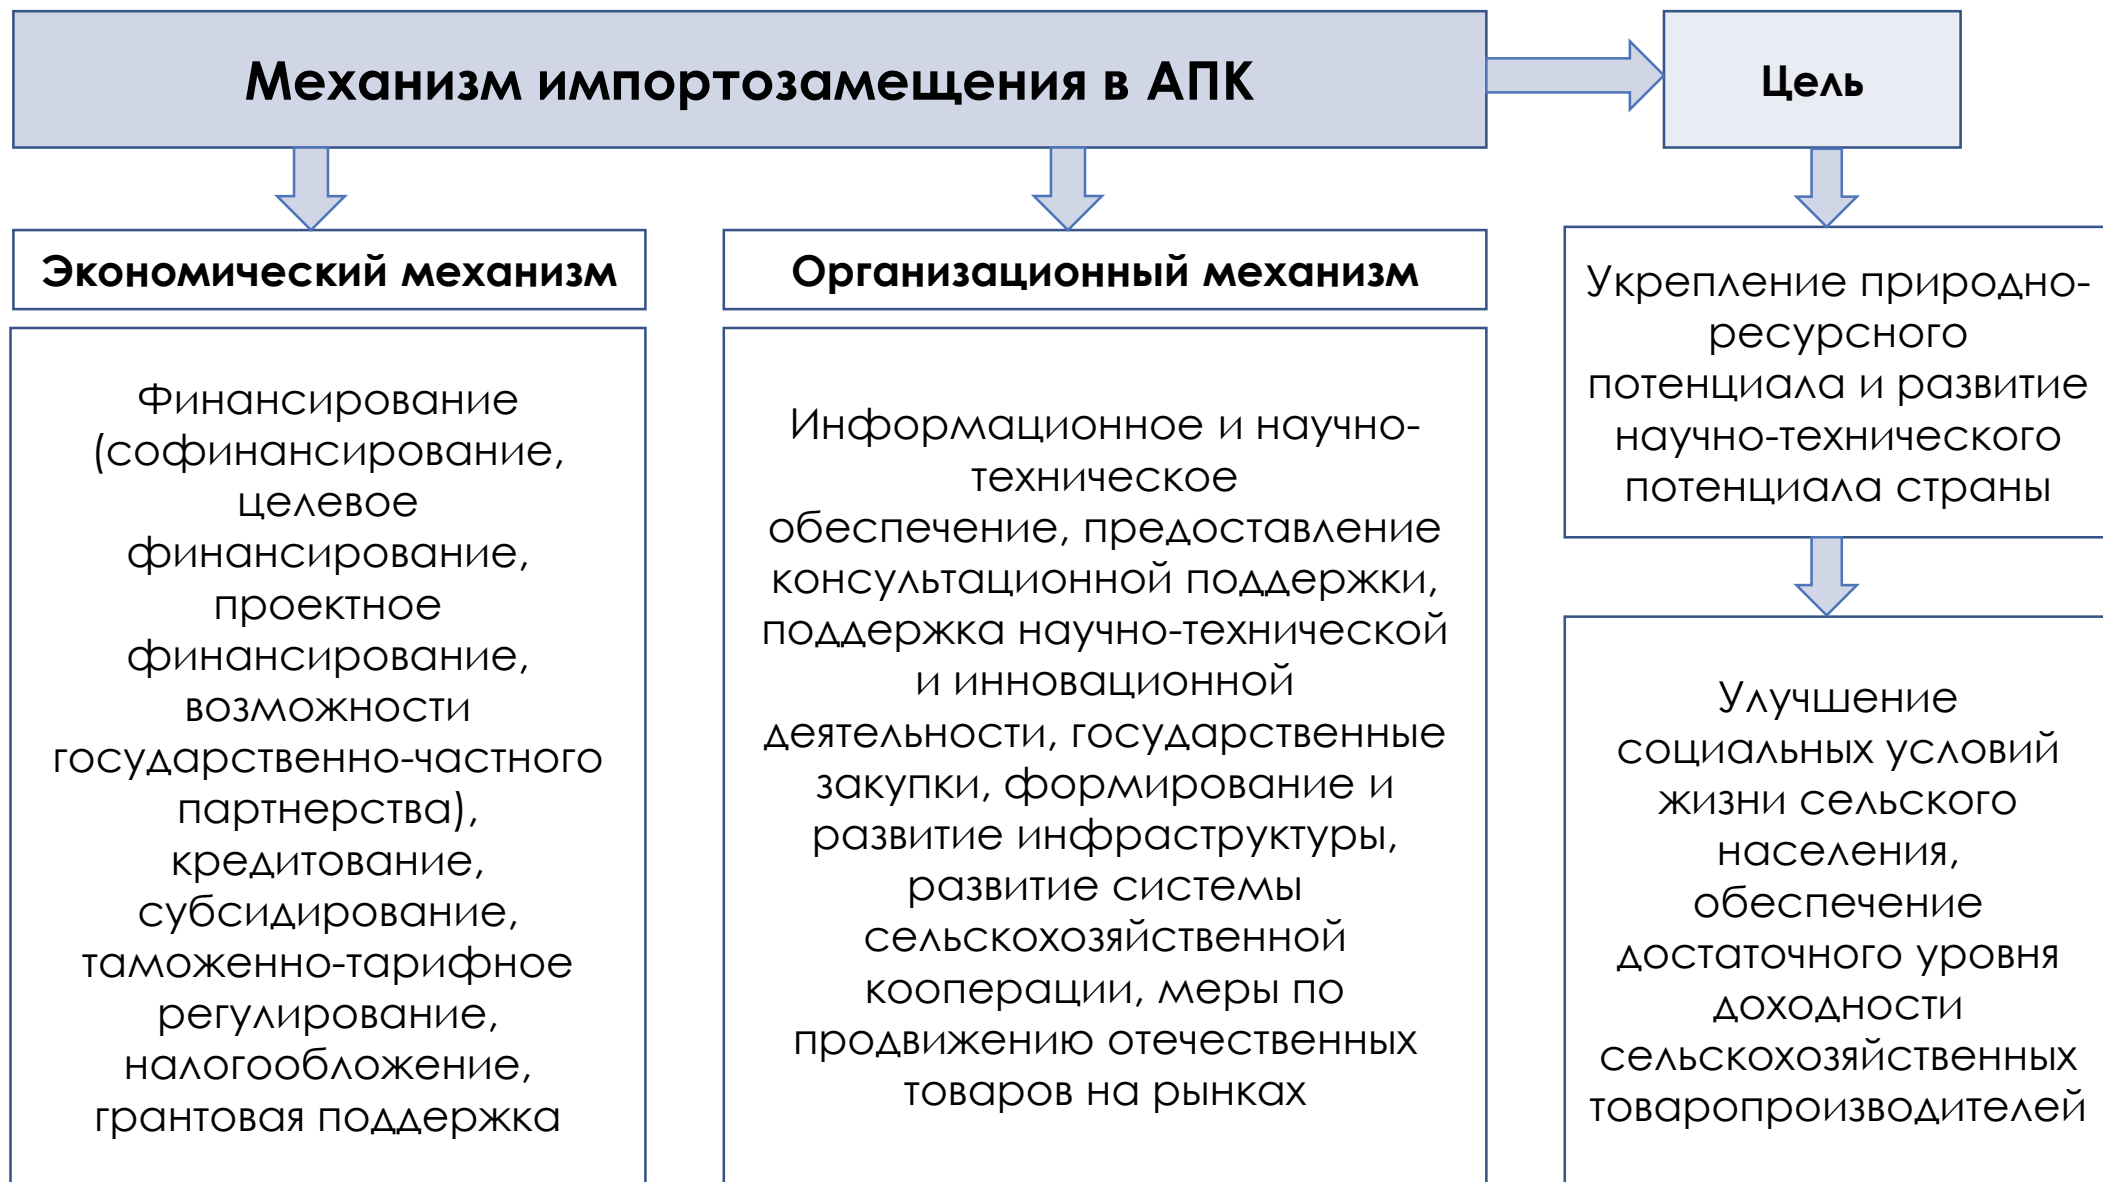 Механизм импортозамещения в АПК
Цель
Экономический механизм
Финансирование
(софинансирование,
целевое
финансирование,
проектное
финансирование,
возможности
государственно-частного
партнерства),
кредитование,
субсидирование,
таможенно-тарифное
регулирование,
налогообложение,
грантовая поддержка
Организационный механизм
Информационное и научно-
техническое
обеспечение, предоставление
консультационной поддержки,
поддержка научно-технической
и инновационной
деятельности, государственные
закупки, формирование и
развитие инфраструктуры,
развитие системы
сельскохозяйственной
кооперации, меры по
продвижению отечественных
товаров на рынках
Укрепление природно-
ресурсного
потенциала и развитие
научно-технического
потенциала страны
Улучшение
социальных условий
жизни сельского
населения,
обеспечение
достаточного уровня
доходности
сельскохозяйственных
товаропроизводителей